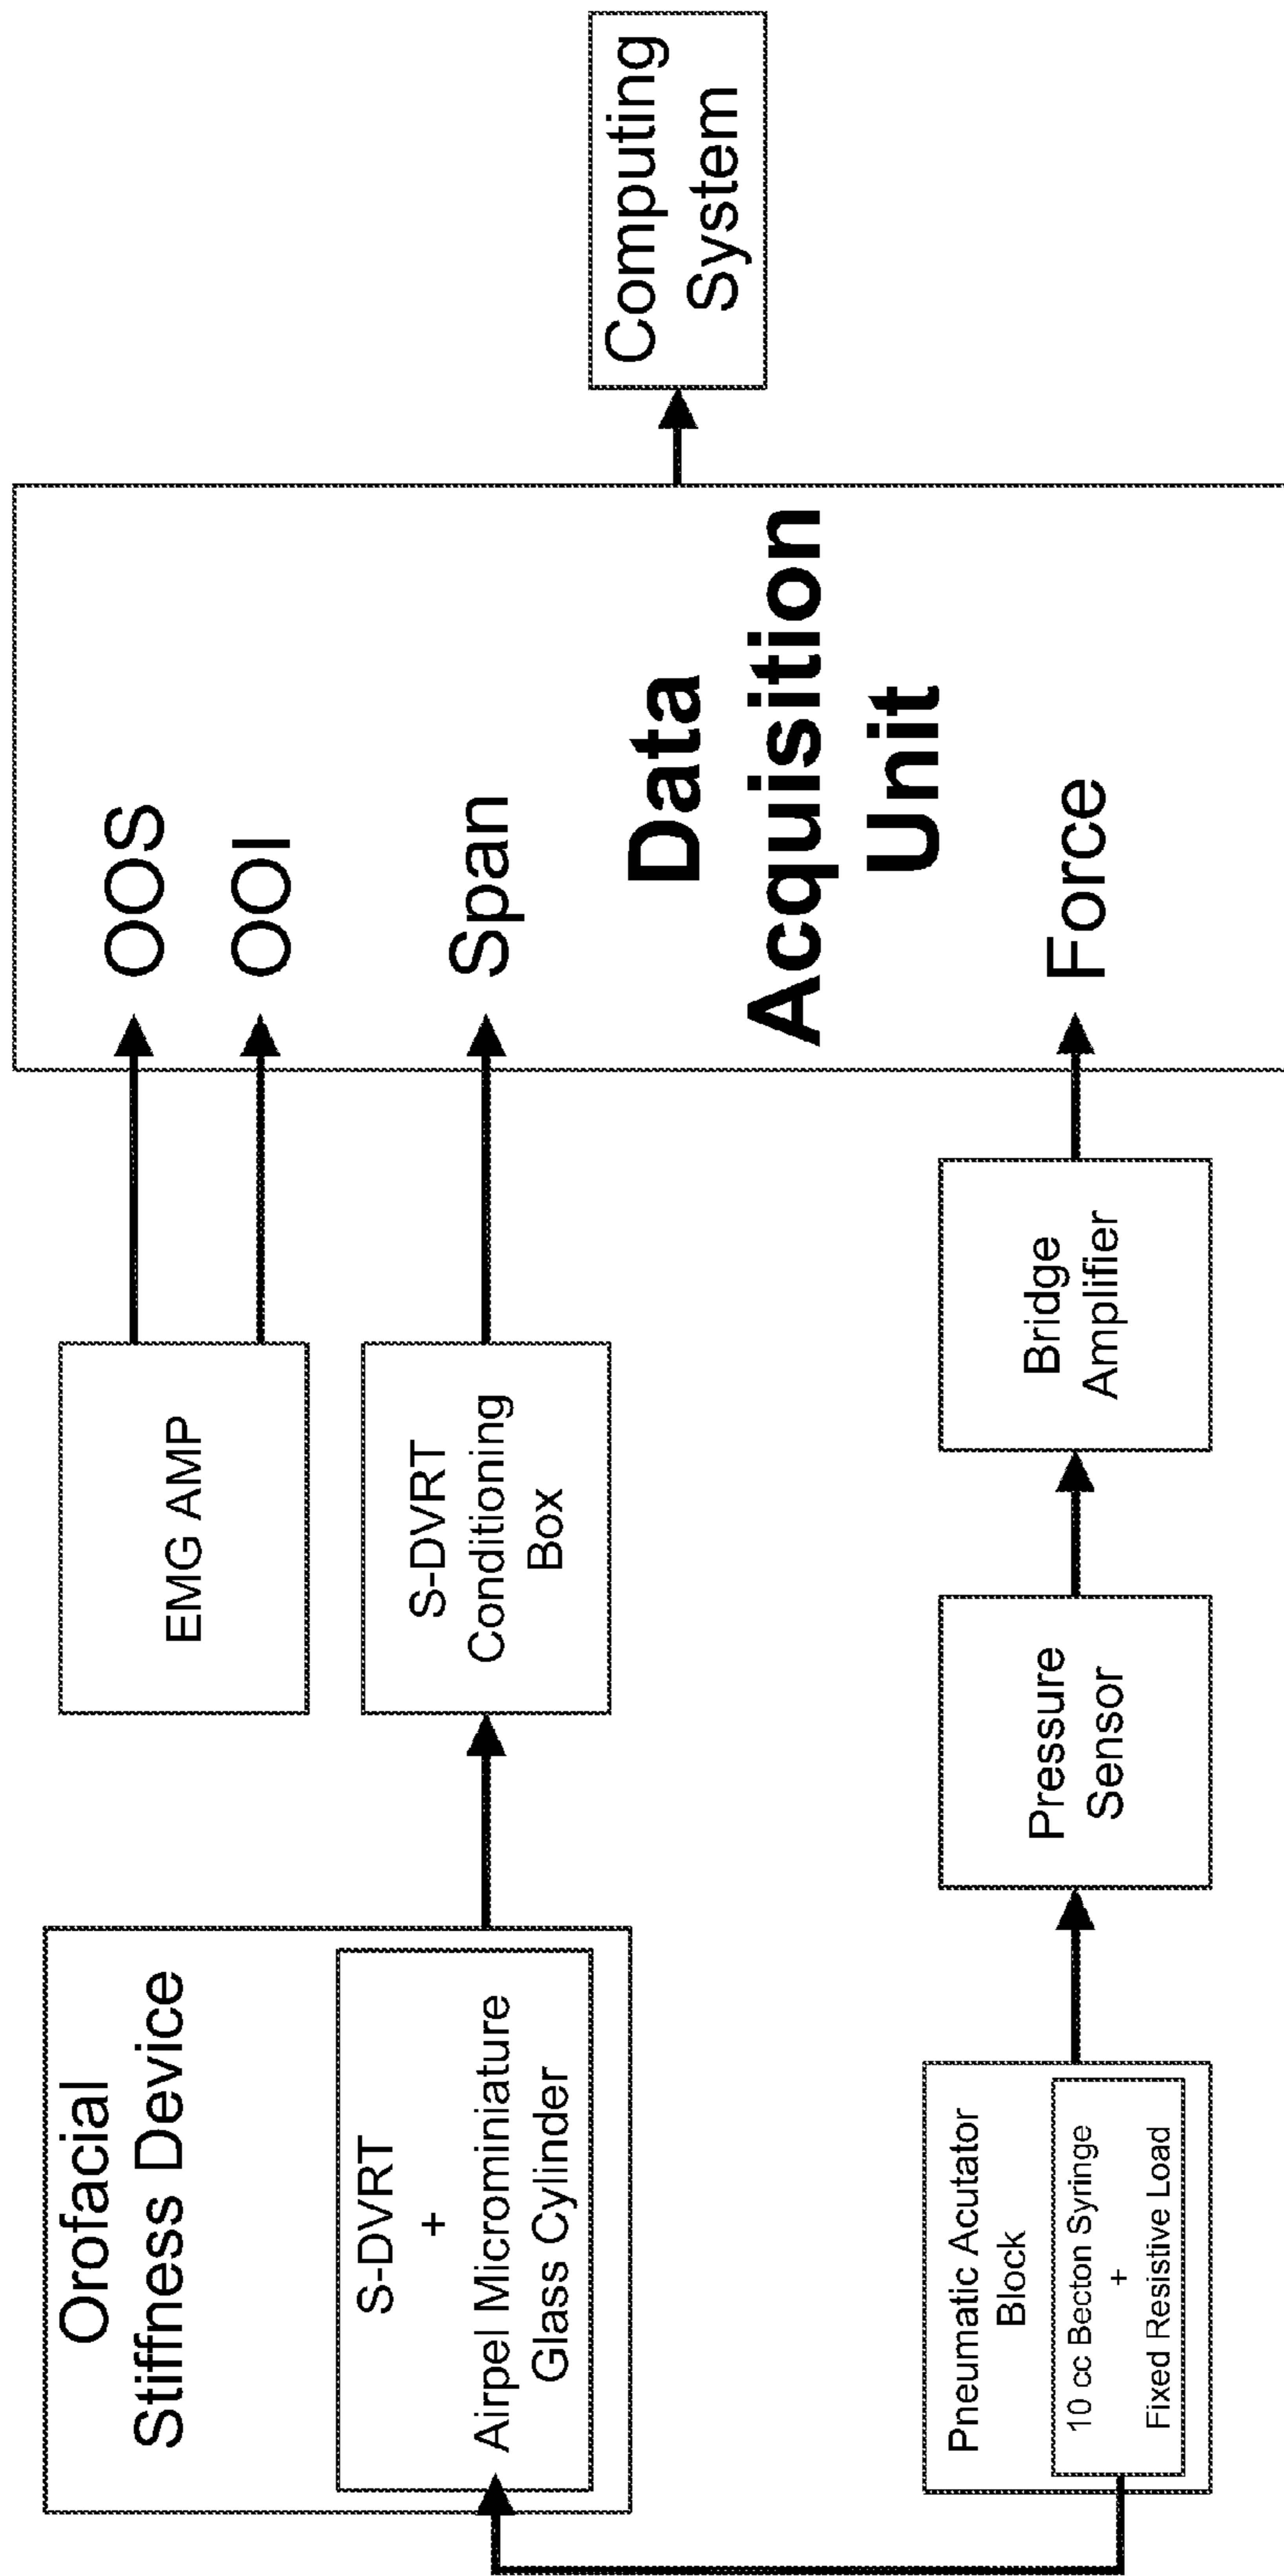 Orofacial
Stiffness Device
S-DVRT
+
Airpel Microminiature
Glass Cylinder
EMG AMP
S-DVRT
Conditioning
Box
OOS
OOI
Span
Data
Acquisition
Unit
Force
Computing
System
Pneumatic Acutator
Block
10 cc Becton Syringe
+
Fixed Resistive Load
Pressure
Sensor
Bridge
Amplifier